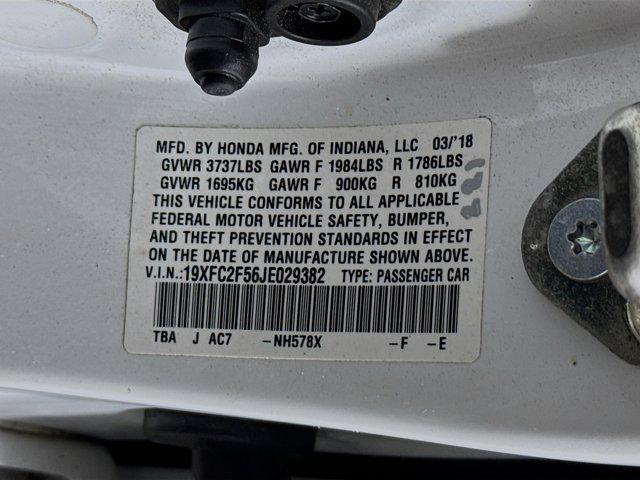 MFD. BY HONDA MFG. OF INDIANA, LLC 03/'18
GVWR 3737LBS GAWR F 1984LBS R 1786LBS
GVWR 1695KG GAWR F 900KG R 810KG
THIS VEHICLE CONFORMS TO ALL APPLICABLE
FEDERAL MOTOR VEHICLE SAFETY, BUMPER,
AND THEFT PREVENTION STANDARDS IN EFFECT
ON THE DATE OF MANUFACTURE SHOWN ABOVE.
V.I.N.:19XFC2F56JE029382 TYPE: PASSENGER CAR
TBA J AC7 -NH578X -F -E